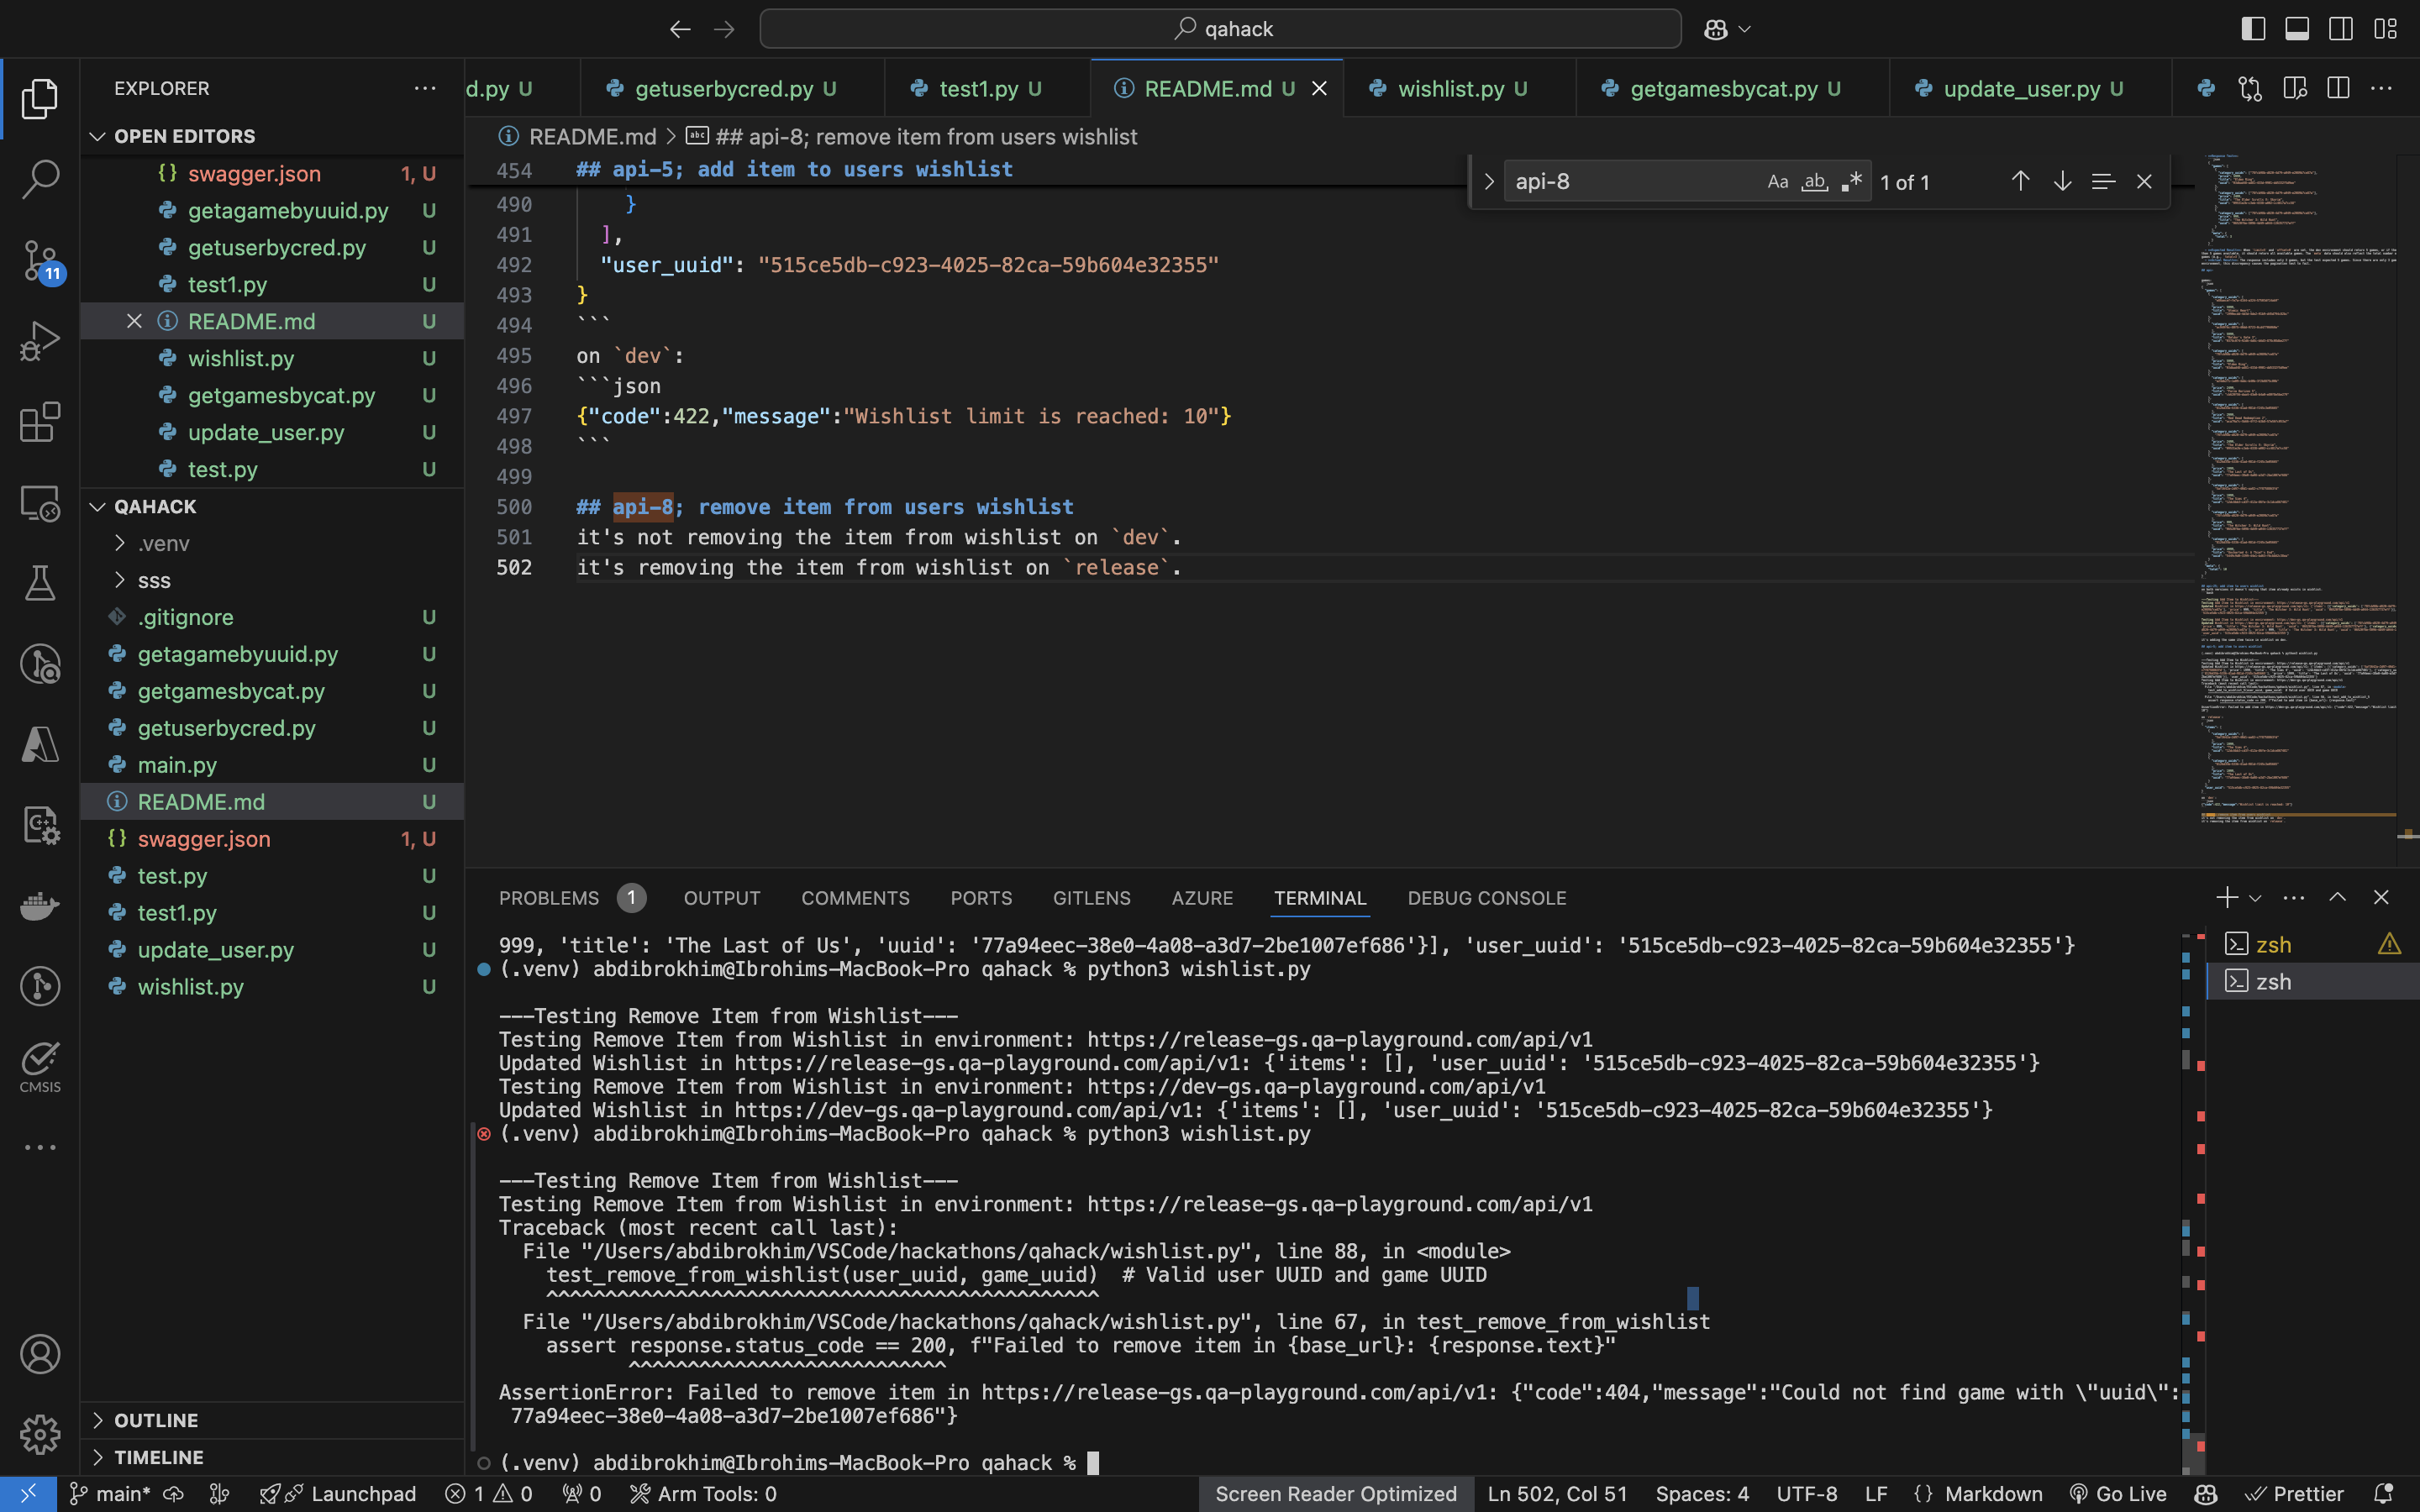 qahack
EXPLORER
OPEN EDITORS
swagger.json 1, U
getagamebyuuid.py U
getuserbycred.py U
test1.py U
README.md U
wishlist.py U
getgamesbycat.py U
update_user.py U
test.py U
QAHACK
.venv
sss
.gitignore U
getagamebyuuid.py U
getgamesbycat.py U
getuserbycred.py U
main.py U
README.md U
swagger.json 1, U
test.py U
test1.py U
update_user.py U
wishlist.py U
OUTLINE
TIMELINE
11
CMSIS
d.py U getuserbycred.py U test1.py U README.md U wishlist.py U getgamesbycat.py U update_user.py U
README.md > ## api-8; remove item from users wishlist
api-8 Aa ab 1 of 1
454 ## api-5; add item to users wishlist
490 }
491 ],
492 "user_uuid": "515ce5db-c923-4025-82ca-59b604e32355"
493 }
494 ```
495 on `dev`:
496 ```json
497 {"code":422,"message":"Wishlist limit is reached: 10"}
498 ```
499
500 ## api-8; remove item from users wishlist
501 it's not removing the item from wishlist on `dev`.
502 it's removing the item from wishlist on `release`.
PROBLEMS 1 OUTPUT COMMENTS PORTS GITLENS AZURE TERMINAL DEBUG CONSOLE
999, 'title': 'The Last of Us', 'uuid': '77a94eec-38e0-4a08-a3d7-2be1007ef686'}], 'user_uuid': '515ce5db-c923-4025-82ca-59b604e32355'}
(.venv) abdibrokhim@Ibrohims-MacBook-Pro qahack % python3 wishlist.py
---Testing Remove Item from Wishlist---
Testing Remove Item from Wishlist in environment: https://release-gs.qa-playground.com/api/v1
Updated Wishlist in https://release-gs.qa-playground.com/api/v1: {'items': [], 'user_uuid': '515ce5db-c923-4025-82ca-59b604e32355'}
Testing Remove Item from Wishlist in environment: https://dev-gs.qa-playground.com/api/v1
Updated Wishlist in https://dev-gs.qa-playground.com/api/v1: {'items': [], 'user_uuid': '515ce5db-c923-4025-82ca-59b604e32355'}
(.venv) abdibrokhim@Ibrohims-MacBook-Pro qahack % python3 wishlist.py
---Testing Remove Item from Wishlist---
Testing Remove Item from Wishlist in environment: https://release-gs.qa-playground.com/api/v1
Traceback (most recent call last):
File "/Users/abdibrokhim/VSCode/hackathons/qahack/wishlist.py", line 88, in <module>
test_remove_from_wishlist(user_uuid, game_uuid) # Valid user UUID and game UUID
^^^^^^^^^^^^^^^^^^^^^^^^^^^^^^^^^^^^^^^^^^^^^^^
File "/Users/abdibrokhim/VSCode/hackathons/qahack/wishlist.py", line 67, in test_remove_from_wishlist
assert response.status_code == 200, f"Failed to remove item in {base_url}: {response.text}"
^^^^^^^^^^^^^^^^^^^^^^^^^^^
AssertionError: Failed to remove item in https://release-gs.qa-playground.com/api/v1: {"code":404,"message":"Could not find game with \"uuid\":
77a94eec-38e0-4a08-a3d7-2be1007ef686"}
(.venv) abdibrokhim@Ibrohims-MacBook-Pro qahack %
zsh
zsh
main* Launchpad 1 0 0 Arm Tools: 0 Screen Reader Optimized Ln 502, Col 51 Spaces: 4 UTF-8 LF {} Markdown Go Live Prettier